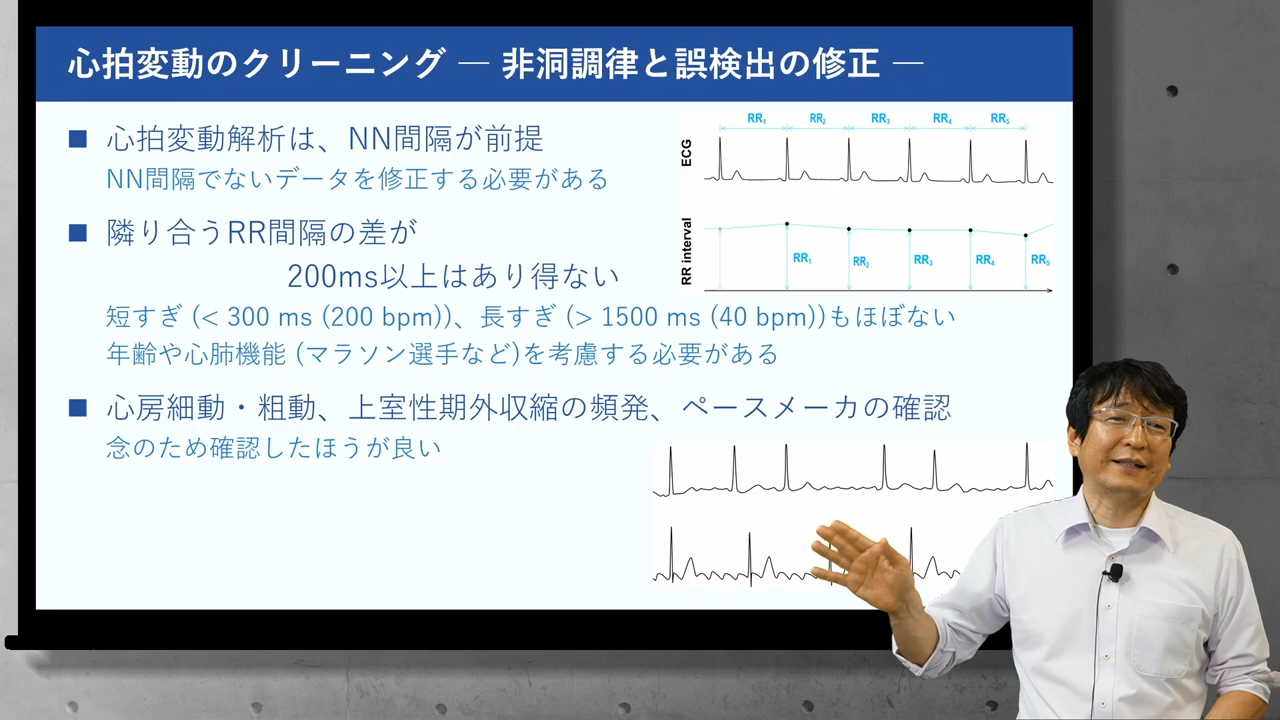 心拍変動のクリーニング ― 非洞調律と誤検出の修正 ―
■ 心拍変動解析は、NN間隔が前提
NN間隔でないデータを修正する必要がある
■ 隣り合うRR間隔の差が
200ms以上はあり得ない
短すぎ (< 300 ms (200 bpm))、長すぎ (> 1500 ms (40 bpm))もほぼない
年齢や心肺機能 (マラソン選手など)を考慮する必要がある
■ 心房細動・粗動、上室性期外収縮の頻発、ペースメーカの確認
念のため確認したほうが良い
RR₁ RR₂ RR₃ RR₄ RR₅
ECG
RR interval
RR₁ RR₂ RR₃ RR₄ RR₅